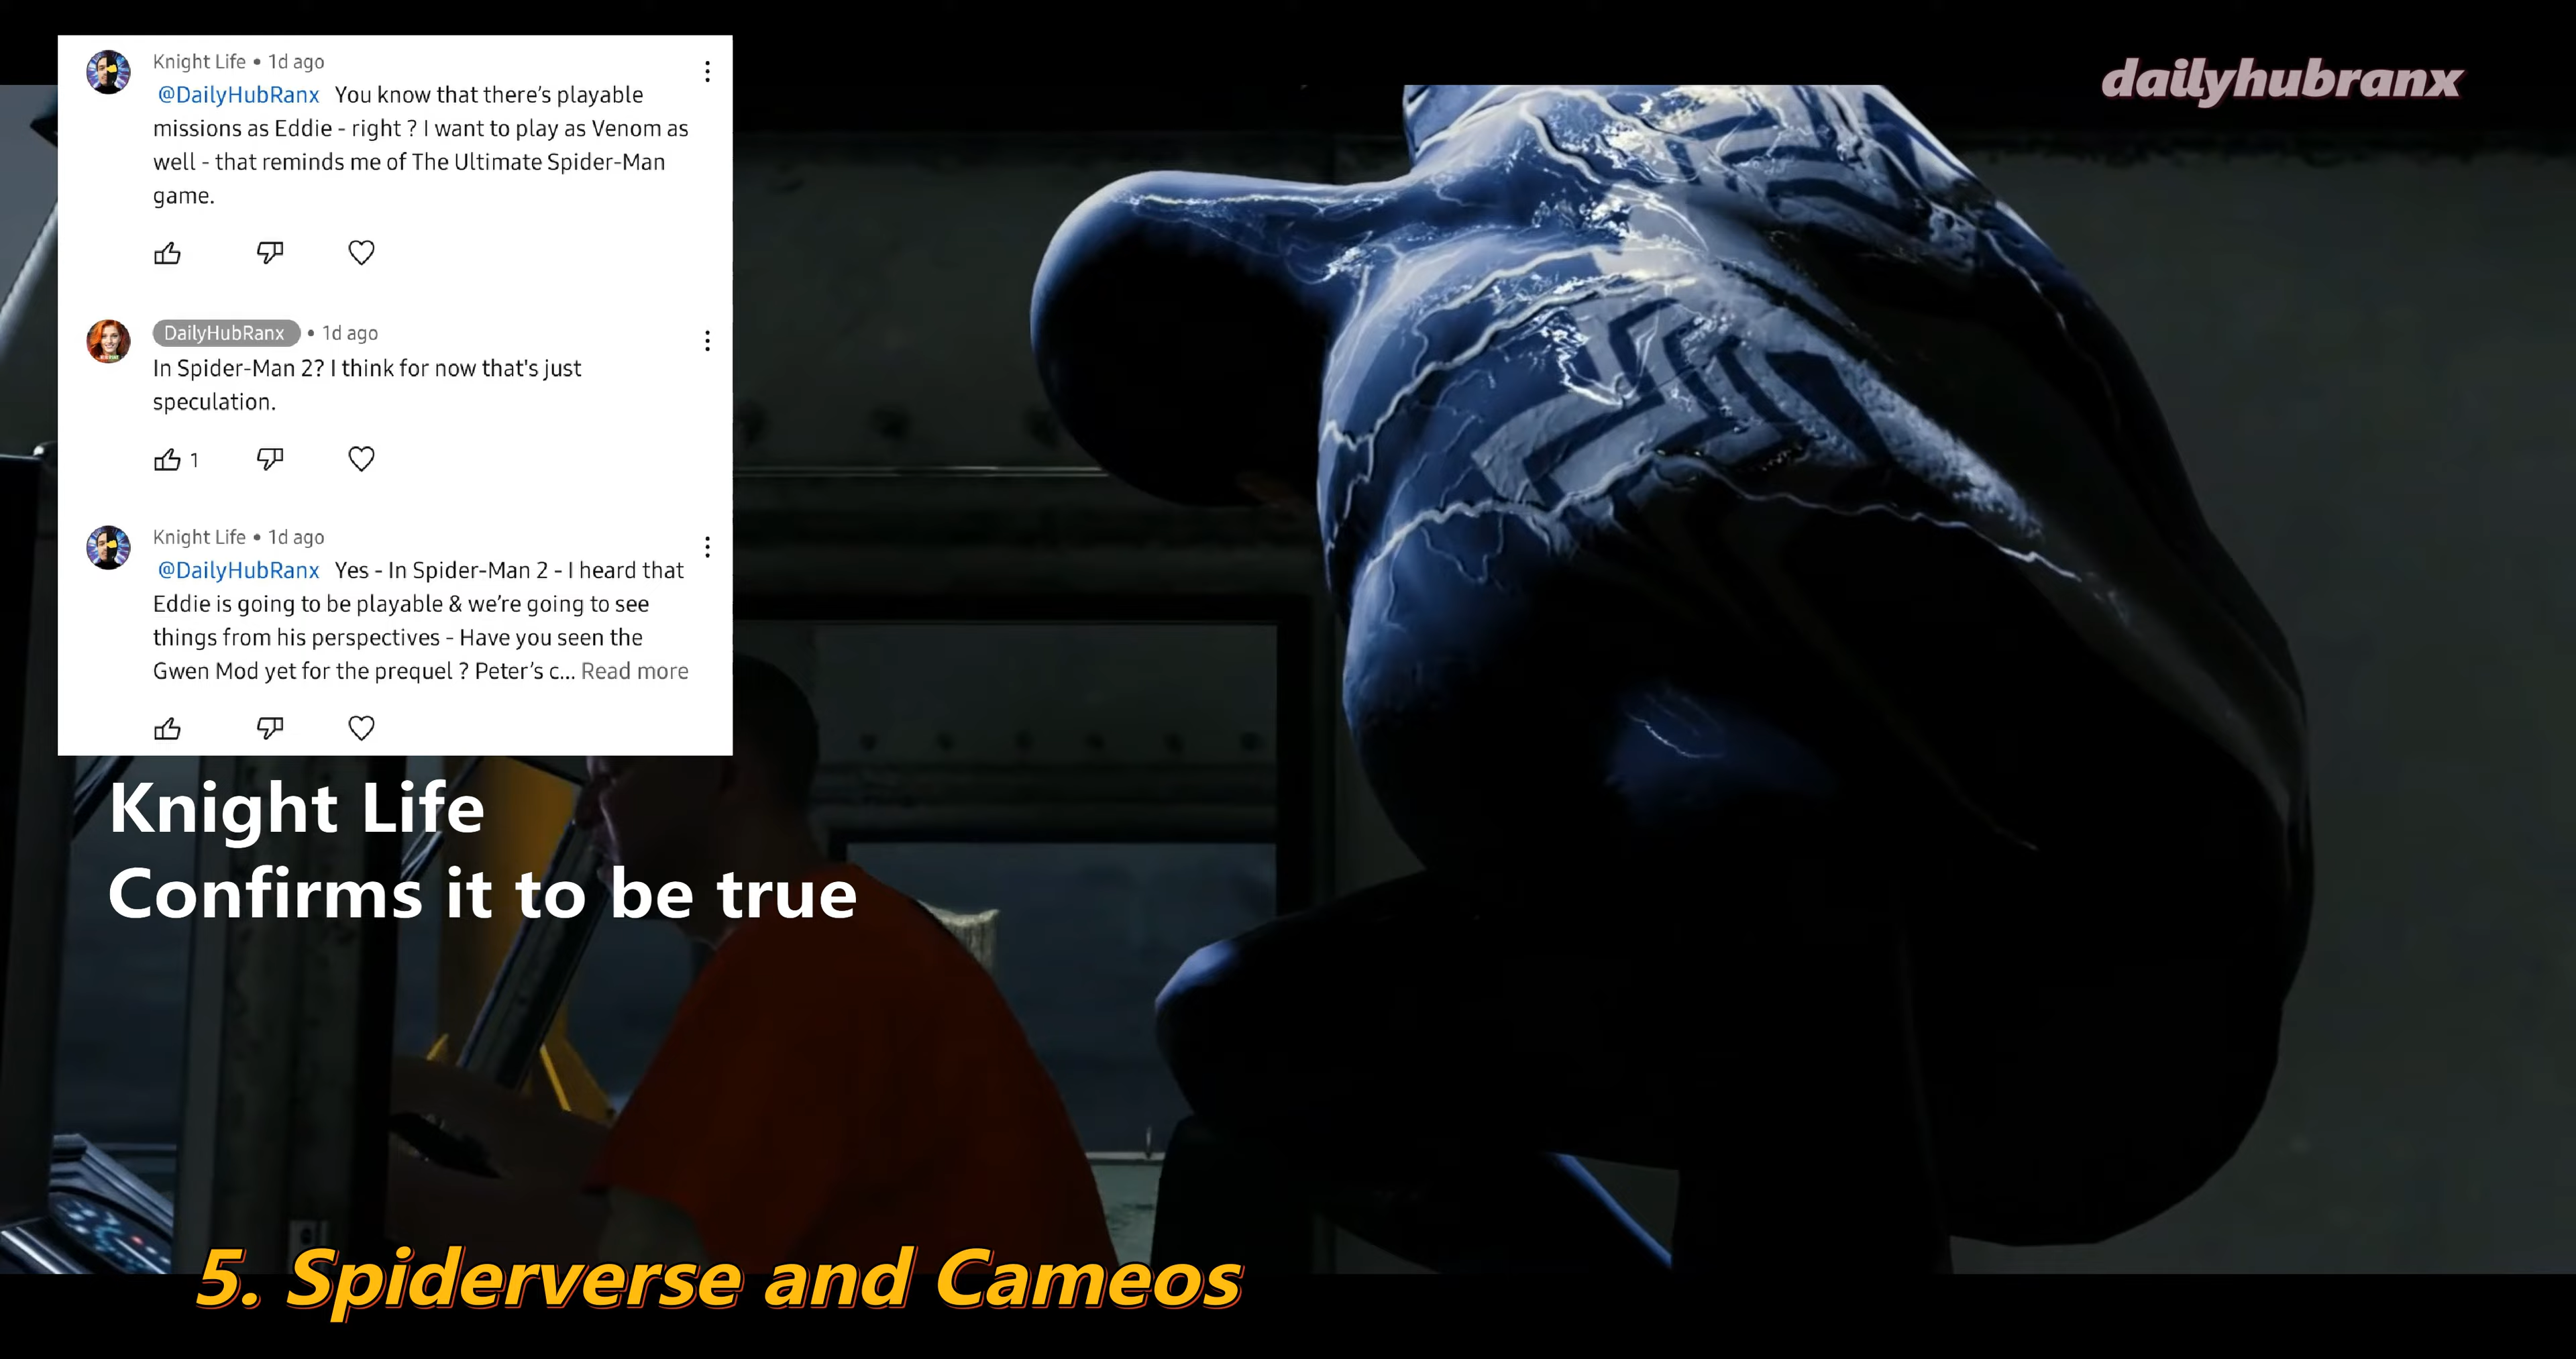 Knight Life • 1d ago
@DailyHubRanx You know that there's playable
missions as Eddie - right ? I want to play as Venom as
well - that reminds me of The Ultimate Spider-Man
game.
DailyHubRanx • 1d ago
In Spider-Man 2? I think for now that's just
speculation.
1
Knight Life • 1d ago
@DailyHubRanx Yes - In Spider-Man 2 - I heard that
Eddie is going to be playable & we're going to see
things from his perspectives - Have you seen the
Gwen Mod yet for the prequel ? Peter's c... Read more
dailyhubranx
Knight Life
Confirms it to be true
5. Spiderverse and Cameos